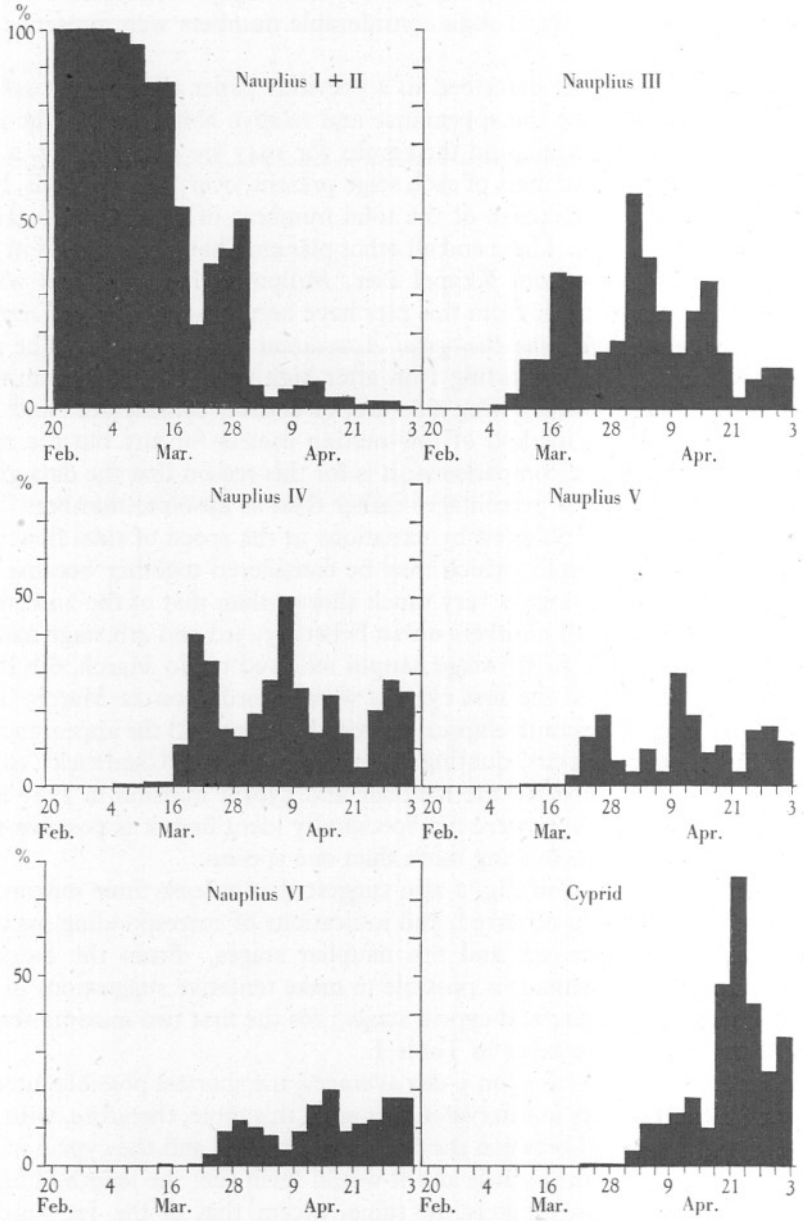 %
100
50
0
Nauplius I + II
20 4 16 28 9 21
Feb. Mar. Apr.
Nauplius III
20 4 16 28 9 21 3
Feb. Mar. Apr.
%
50
0
Nauplius IV
20 4 16 28 9 21
Feb. Mar. Apr.
Nauplius V
20 4 16 28 9 21 3
Feb. Mar. Apr.
%
50
0
Nauplius VI
20 4 16 28 9 21
Feb. Mar. Apr.
Cyprid
20 4 16 28 9 21 3
Feb. Mar. Apr.